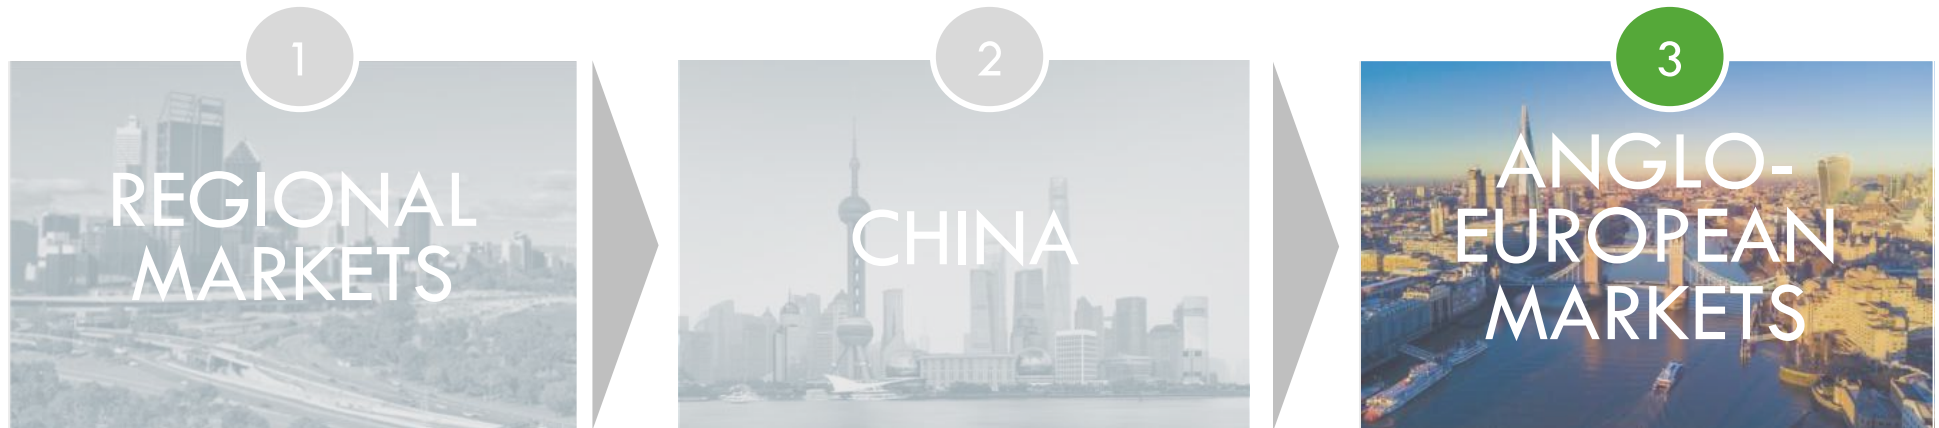 1
REGIONAL
MARKETS
2
CHINA
3
ANGLO-
EUROPEAN
MARKETS